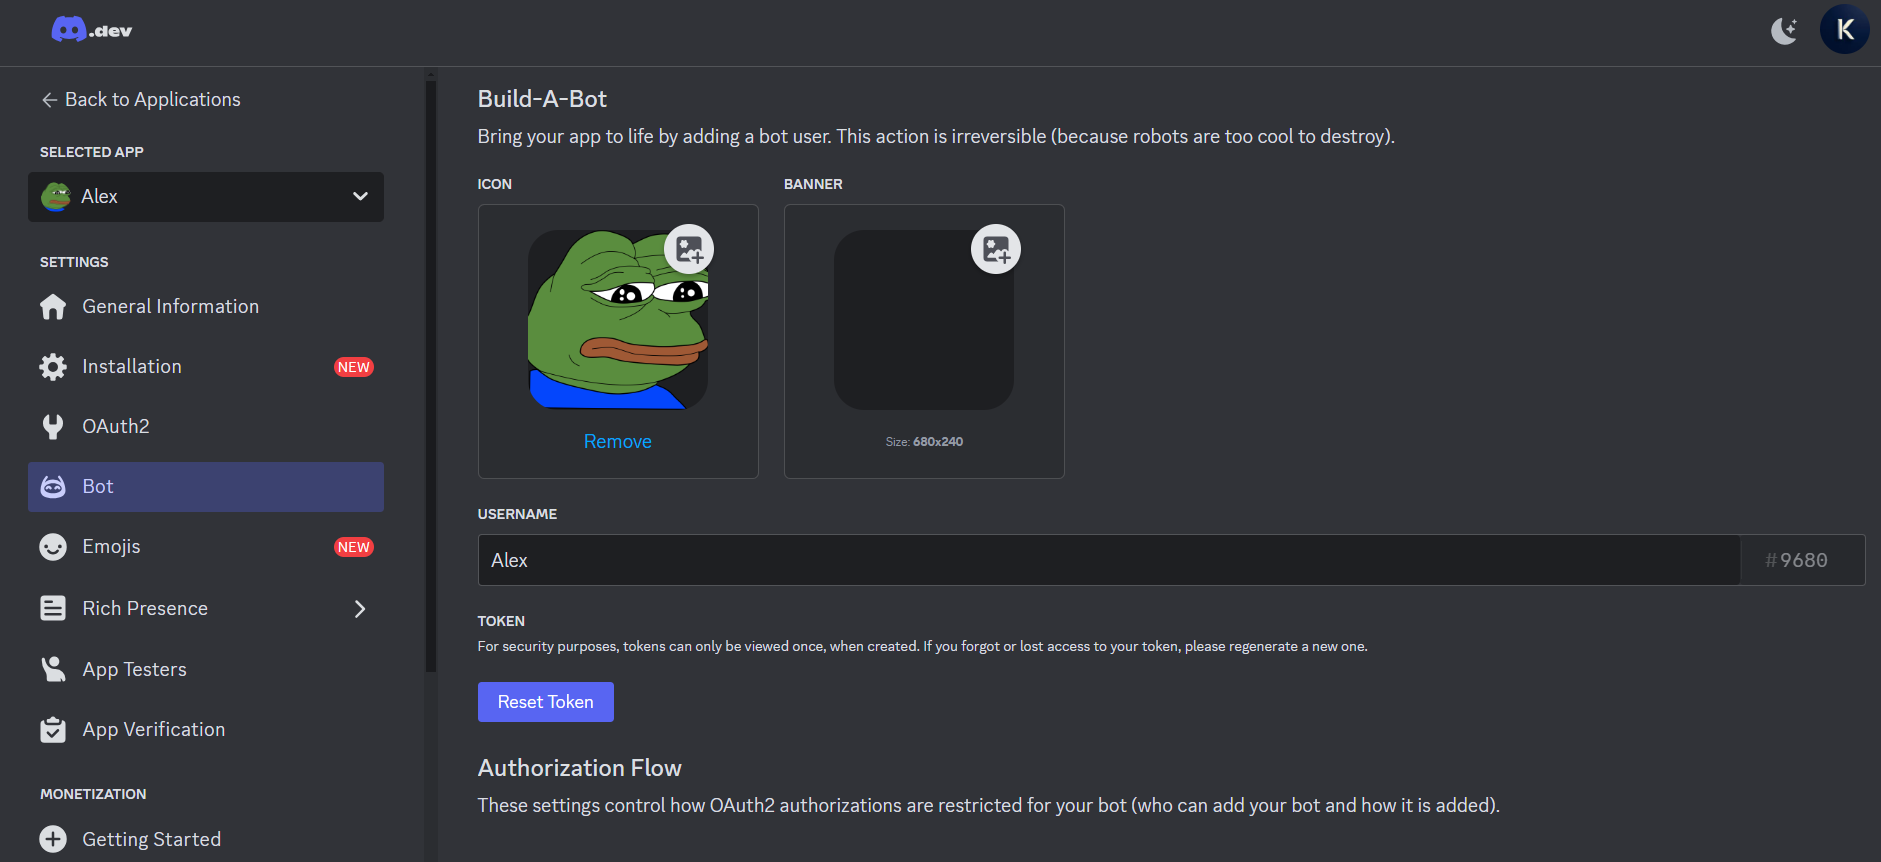 .dev
K
Back to Applications
SELECTED APP
Alex
SETTINGS
General Information
Installation NEW
OAuth2
Bot
Emojis NEW
Rich Presence
App Testers
App Verification
MONETIZATION
Getting Started
Build-A-Bot
Bring your app to life by adding a bot user. This action is irreversible (because robots are too cool to destroy).
ICON BANNER
Remove Size: 680x240
USERNAME
Alex #9680
TOKEN
For security purposes, tokens can only be viewed once, when created. If you forgot or lost access to your token, please regenerate a new one.
Reset Token
Authorization Flow
These settings control how OAuth2 authorizations are restricted for your bot (who can add your bot and how it is added).